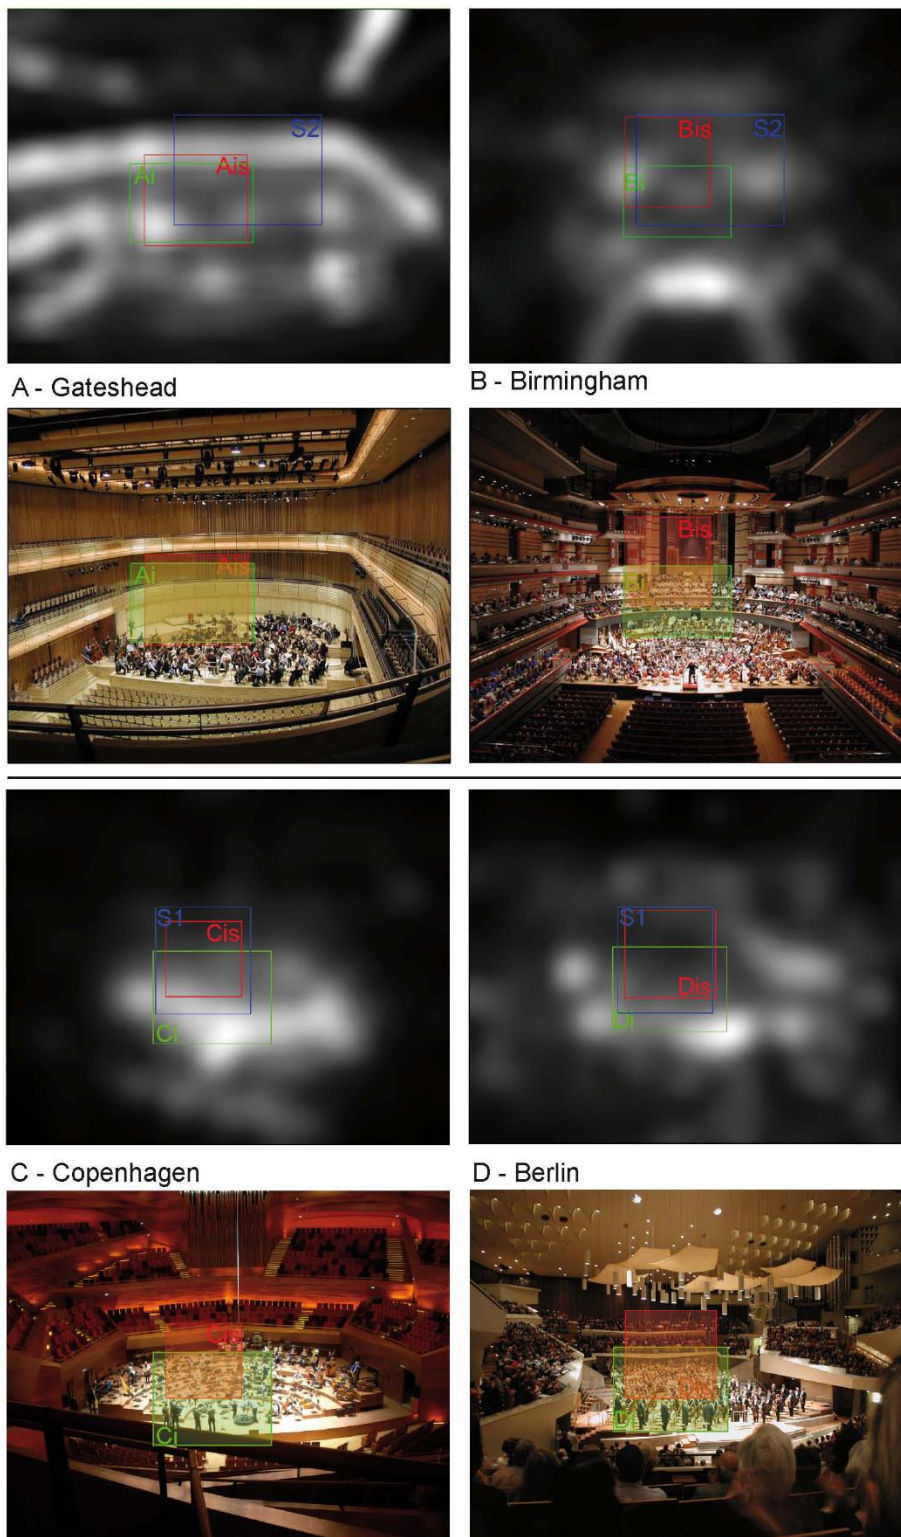 S2
Ais
Ai
Bis
S2
Bi
A - Gateshead
B - Birmingham
Ais
Ai
Bis
Bi
S1
Cis
Ci
S1
Dis
Di
C - Copenhagen
D - Berlin
Cis
Ci
Dis
Di